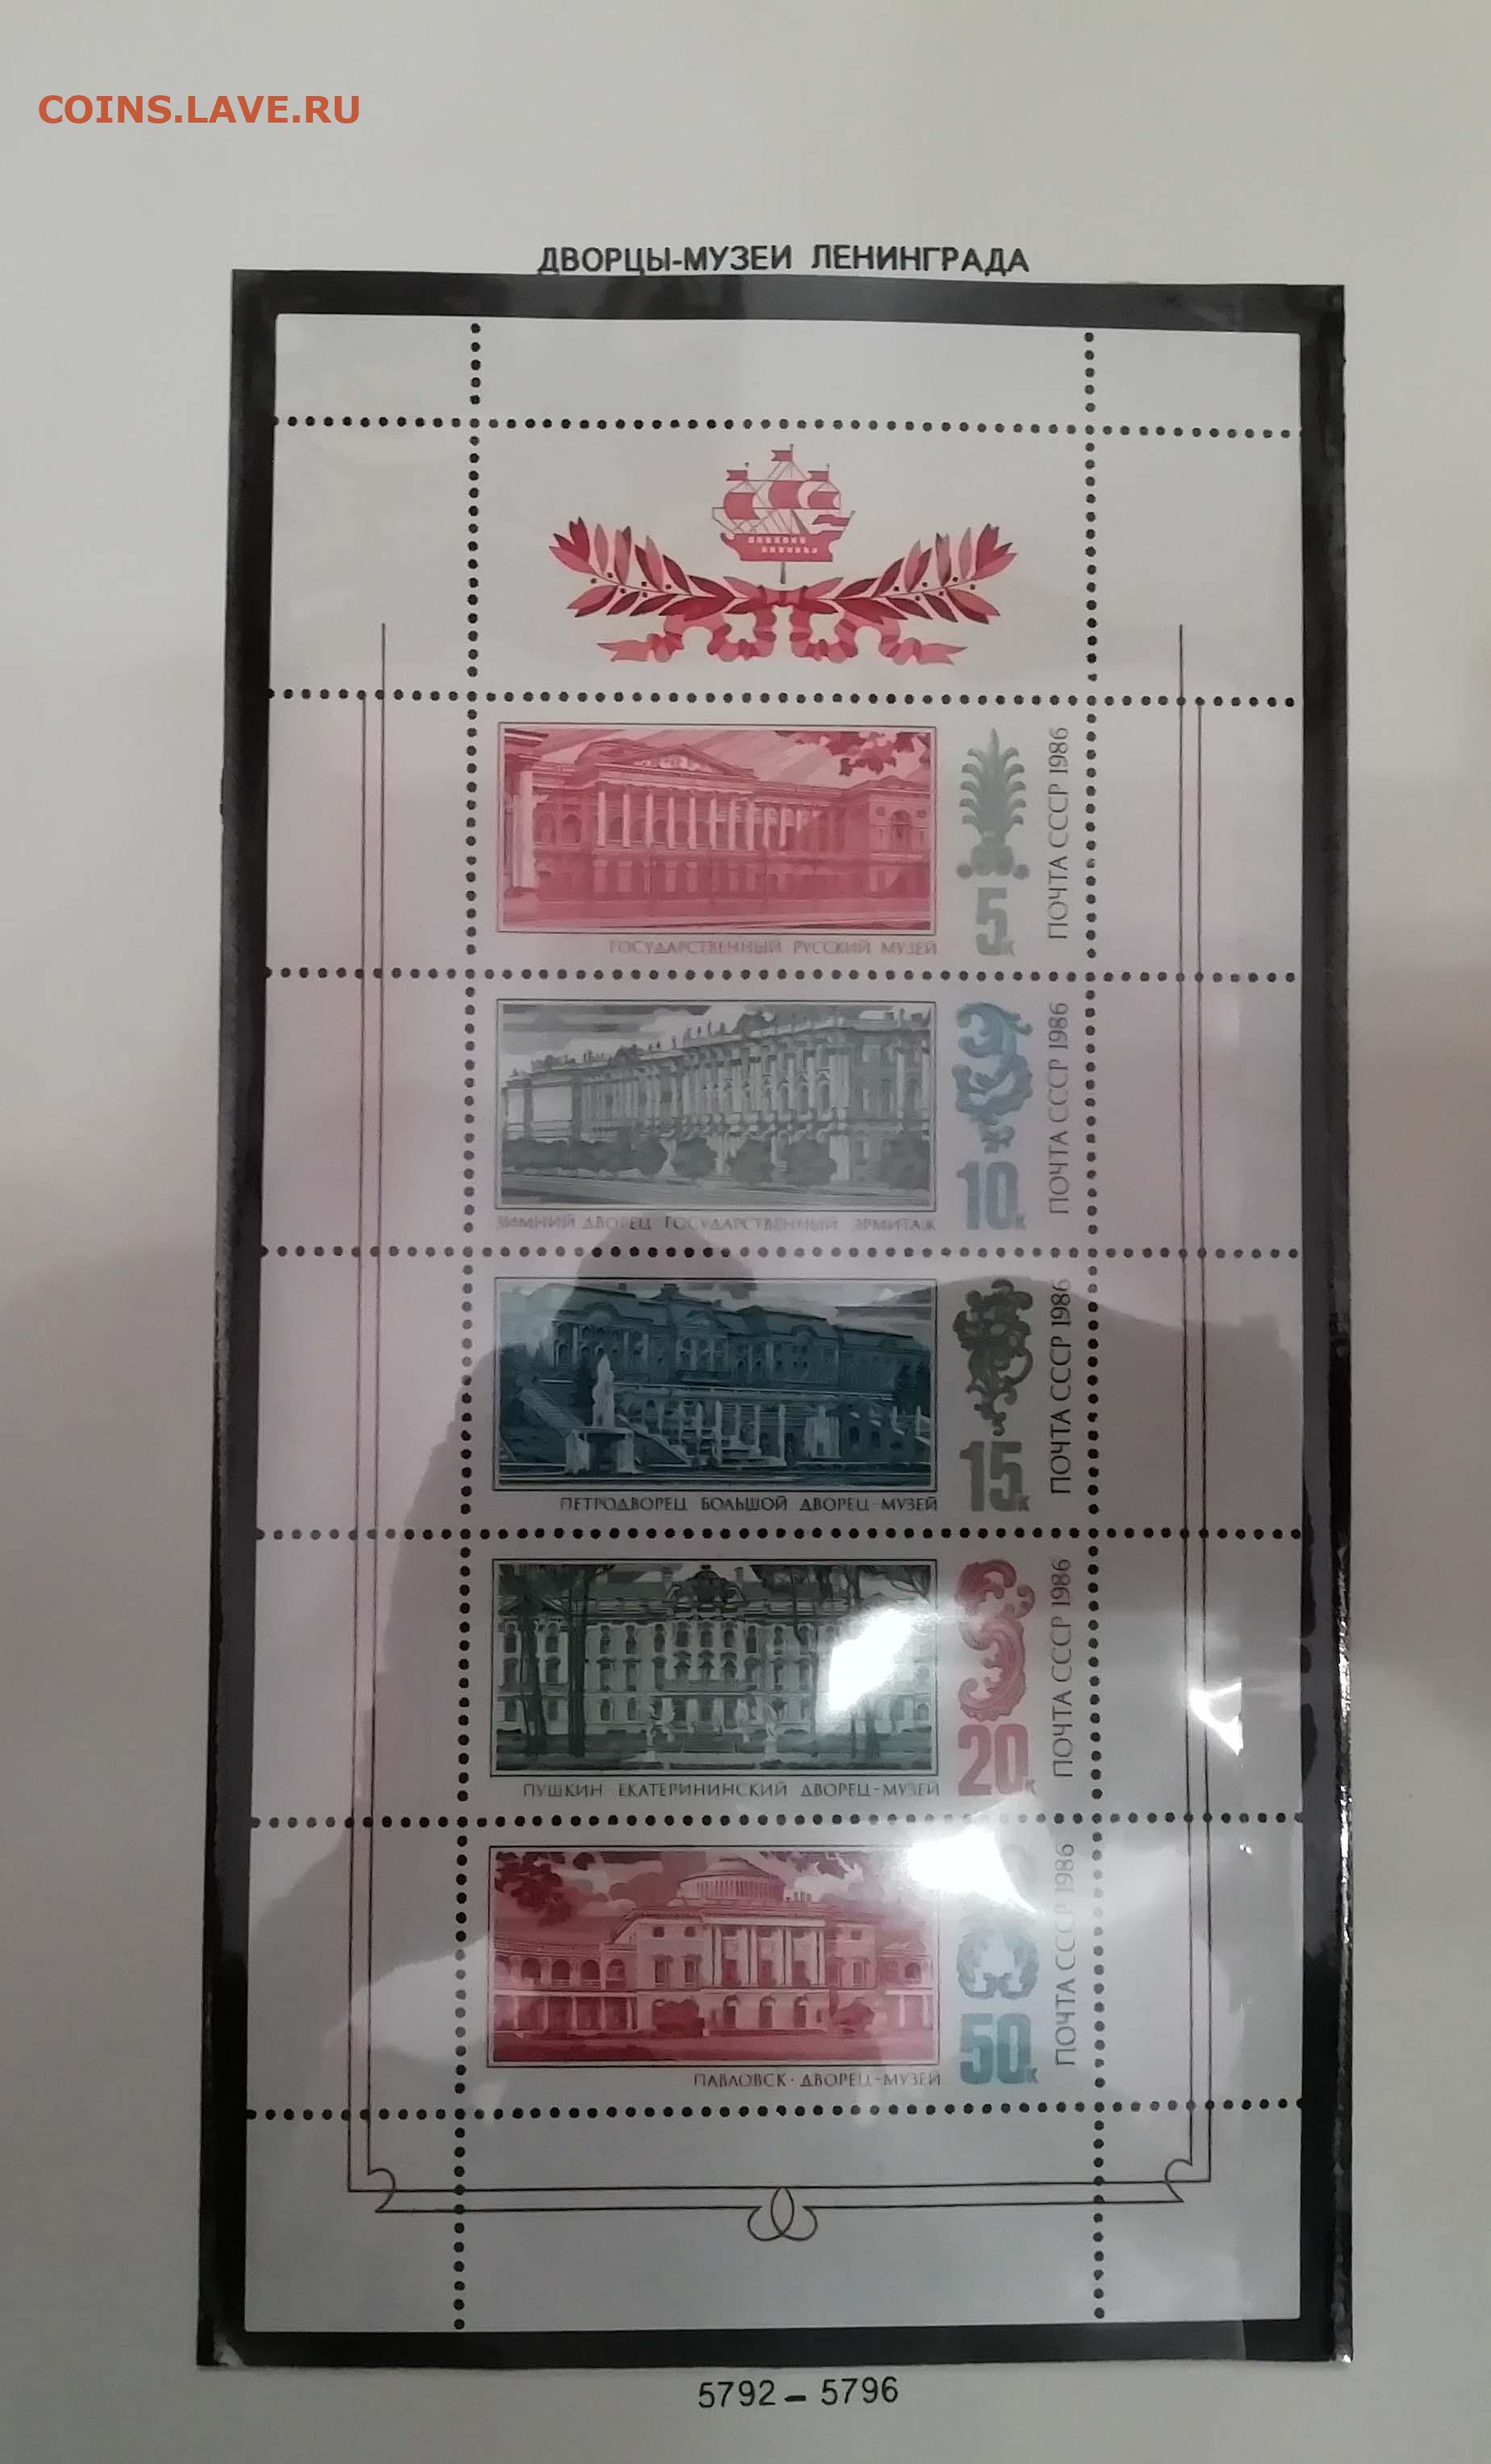 COINS.LAVE.RU
ДВОРЦЫ-МУЗЕИ ЛЕНИНГРАДА
ПОЧТА СССР 1986
5К
ГОСУДАРСТВЕННЫЙ РУССКИЙ МУЗЕЙ
ПОЧТА СССР 1986
10К
ЗИМНИЙ ДВОРЕЦ ГОСУДАРСТВЕННЫЙ ЭРМИТАЖ
ПОЧТА СССР 1986
15К
ПЕТРОДВОРЕЦ БОЛЬШОЙ ДВОРЕЦ-МУЗЕЙ
ПОЧТА СССР 1986
20К
ПУШКИН ЕКАТЕРИНИНСКИЙ ДВОРЕЦ-МУЗЕЙ
ПОЧТА СССР 1986
50К
ПАВЛОВСК · ДВОРЕЦ-МУЗЕЙ
5792 – 5796